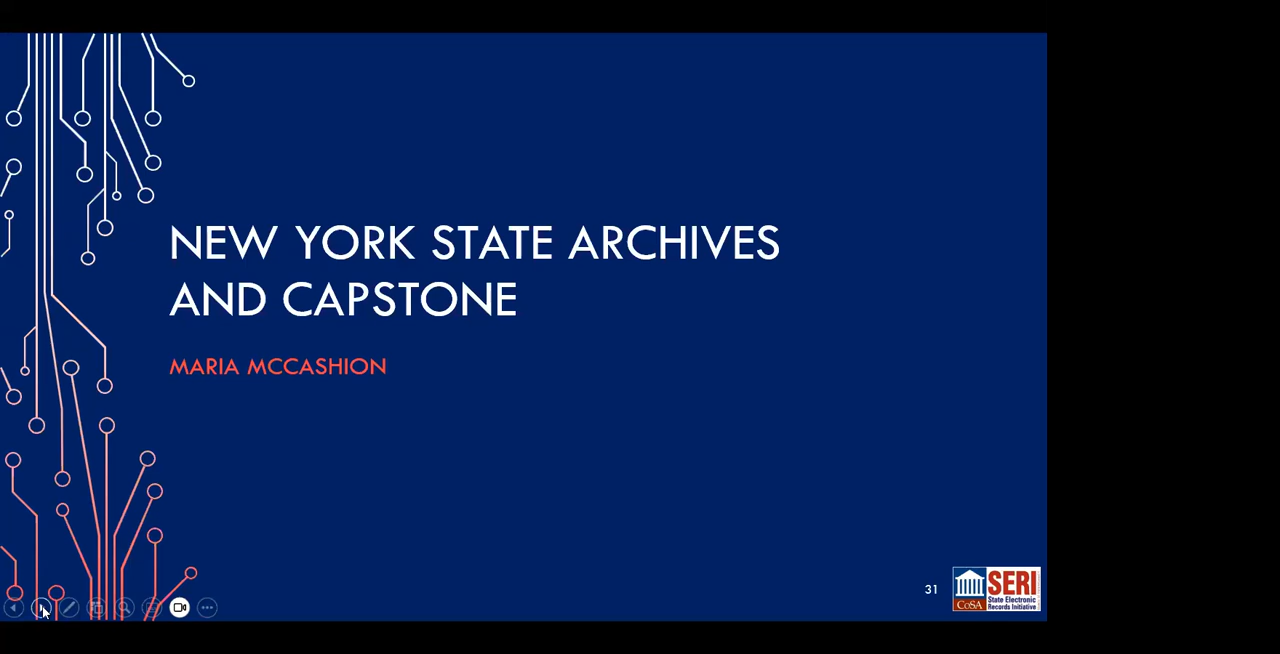 NEW YORK STATE ARCHIVES
AND CAPSTONE
MARIA MCCASHION
31
SERI
State Electronic
Records Initiative
CoSA